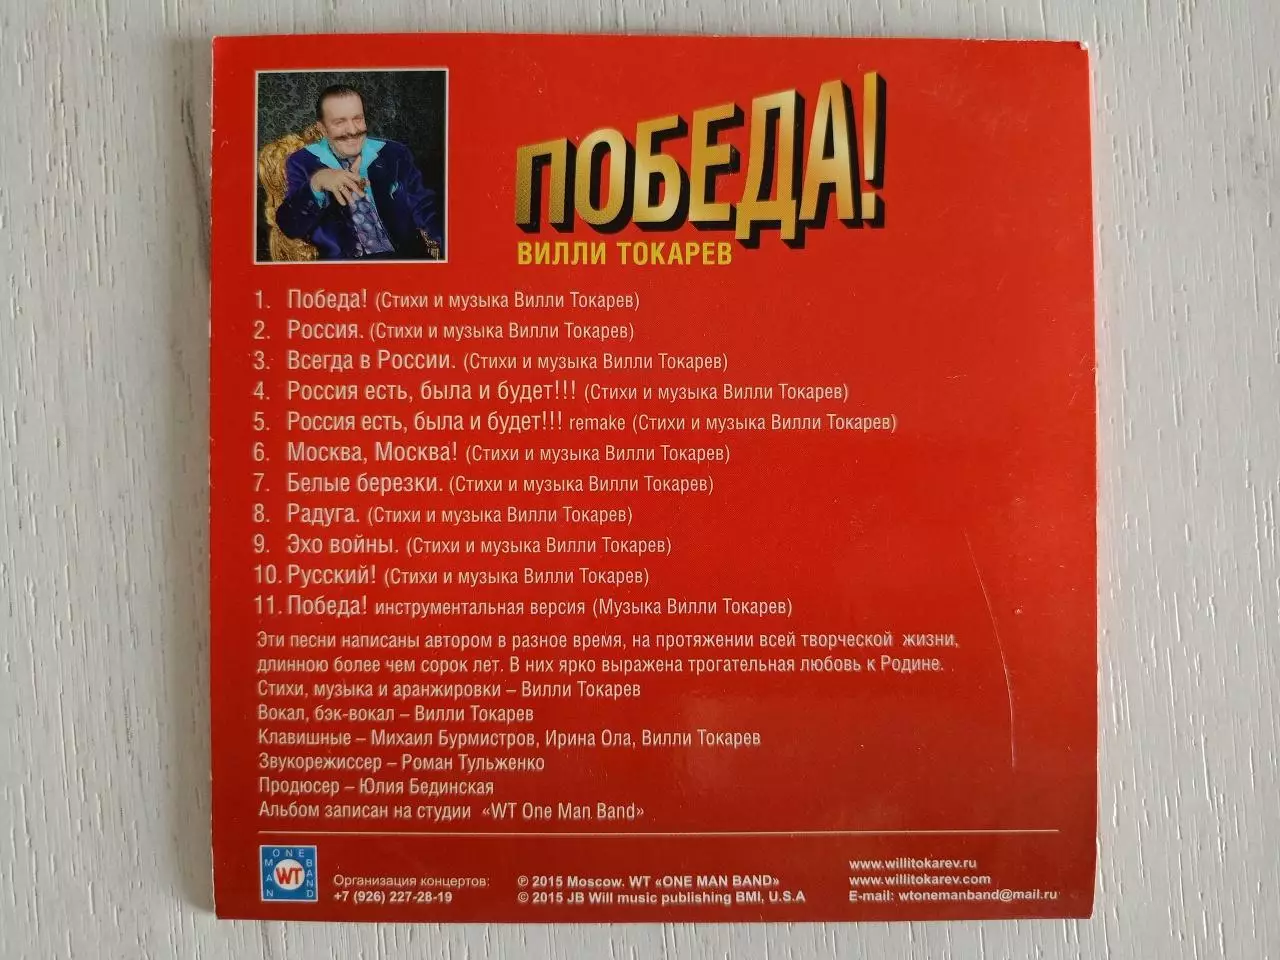 ПОБЕДА!
ВИЛЛИ ТОКАРЕВ
1. Победа! (Стихи и музыка Вилли Токарев)
2. Россия. (Стихи и музыка Вилли Токарев)
3. Всегда в России. (Стихи и музыка Вилли Токарев)
4. Россия есть, была и будет!!! (Стихи и музыка Вилли Токарев)
5. Россия есть, была и будет!!! remake (Стихи и музыка Вилли Токарев)
6. Москва, Москва! (Стихи и музыка Вилли Токарев)
7. Белые березки. (Стихи и музыка Вилли Токарев)
8. Радуга. (Стихи и музыка Вилли Токарев)
9. Эхо войны. (Стихи и музыка Вилли Токарев)
10. Русский! (Стихи и музыка Вилли Токарев)
11. Победа! инструментальная версия (Музыка Вилли Токарев)
Эти песни написаны автором в разное время, на протяжении всей творческой жизни,
длинною более чем сорок лет. В них ярко выражена трогательная любовь к Родине.
Стихи, музыка и аранжировки – Вилли Токарев
Вокал, бэк-вокал – Вилли Токарев
Клавишные – Михаил Бурмистров, Ирина Ола, Вилли Токарев
Звукорежиссер – Роман Тульженко
Продюсер – Юлия Бединская
Альбом записан на студии «WT One Man Band»
ONE MAN BAND
WT
Организация концертов:
+7 (926) 227-28-19
℗ 2015 Moscow. WT «ONE MAN BAND»
© 2015 JB Will music publishing BMI, U.S.A
www.willitokarev.ru
www.willitokarev.com
E-mail: wtonemanband@mail.ru